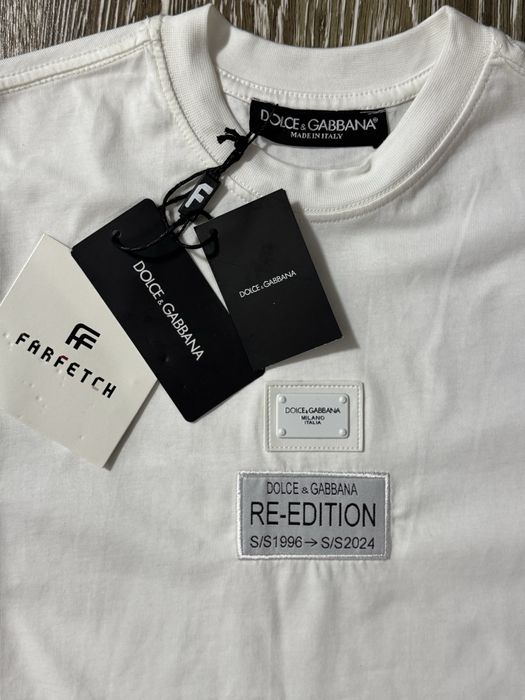 DOLCE & GABBANA®
MADE IN ITALY
F
DOLCE & GABBANA
DOLCE & GABBANA
FF
FARFETCH
DOLCE & GABBANA
MILANO
ITALIA
DOLCE & GABBANA
RE-EDITION
S/S1996→S/S2024